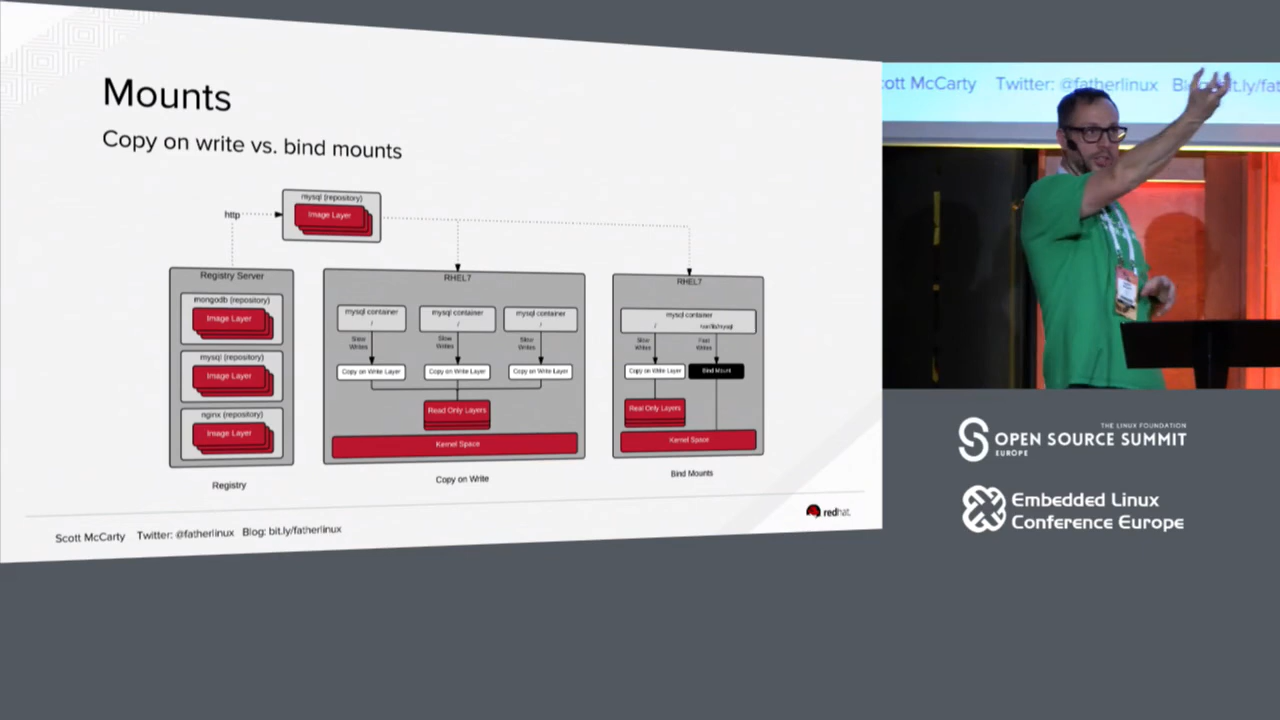 Mounts
Copy on write vs. bind mounts
http
mysql (repository)
Image Layer
Registry Server
mongodb (repository)
Image Layer
mysql (repository)
Image Layer
nginx (repository)
Image Layer
Registry
RHEL7
mysql container
/
mysql container
/
mysql container
/
Slow
Writes
Slow
Writes
Slow
Writes
Copy on Write Layer
Copy on Write Layer
Copy on Write Layer
Read Only Layers
Kernel Space
Copy on Write
RHEL7
mysql container
/
/var/lib/mysql
Slow
Writes
Fast
Writes
Copy on Write Layer
Bind Mount
Real Only Layers
Kernel Space
Bind Mounts
redhat.
Scott McCarty Twitter: @fatherlinux Blog: bit.ly/fatherlinux
cott McCarty Twitter: @fatherlinux
THE LINUX FOUNDATION
OPEN SOURCE SUMMIT
EUROPE
Embedded Linux
Conference Europe